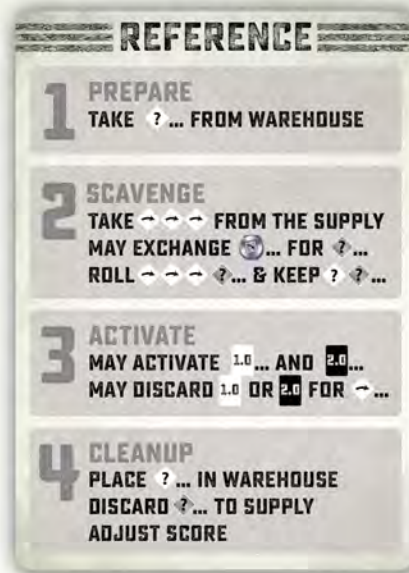 REFERENCE
1 PREPARE
TAKE ?... FROM WAREHOUSE
2 SCAVENGE
TAKE FROM THE SUPPLY
MAY EXCHANGE ... FOR ?...
ROLL ?... & KEEP ? ?...
3 ACTIVATE
MAY ACTIVATE 1.0... AND 2.0...
MAY DISCARD 1.0 OR 2.0 FOR ...
4 CLEANUP
PLACE ?... IN WAREHOUSE
DISCARD ?... TO SUPPLY
ADJUST SCORE